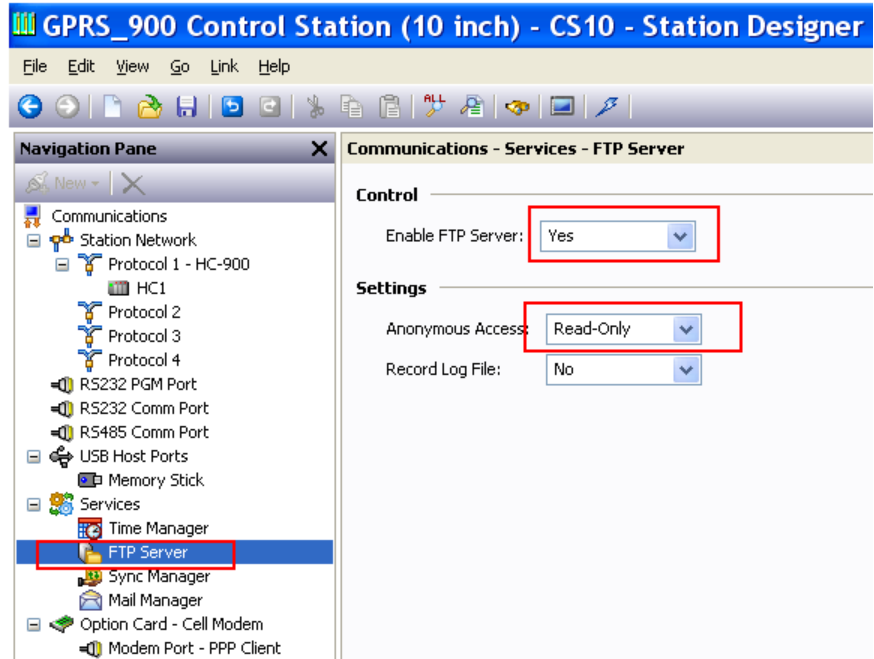 GPRS_900 Control Station (10 inch) - CS10 - Station Designer
File Edit View Go Link Help
ALL
Navigation Pane
New
Communications
Station Network
Protocol 1 - HC-900
HC1
Protocol 2
Protocol 3
Protocol 4
RS232 PGM Port
RS232 Comm Port
RS485 Comm Port
USB Host Ports
Memory Stick
Services
Time Manager
FTP Server
Sync Manager
Mail Manager
Option Card - Cell Modem
Modem Port - PPP Client
Communications - Services - FTP Server
Control
Enable FTP Server: Yes
Settings
Anonymous Access: Read-Only
Record Log File: No